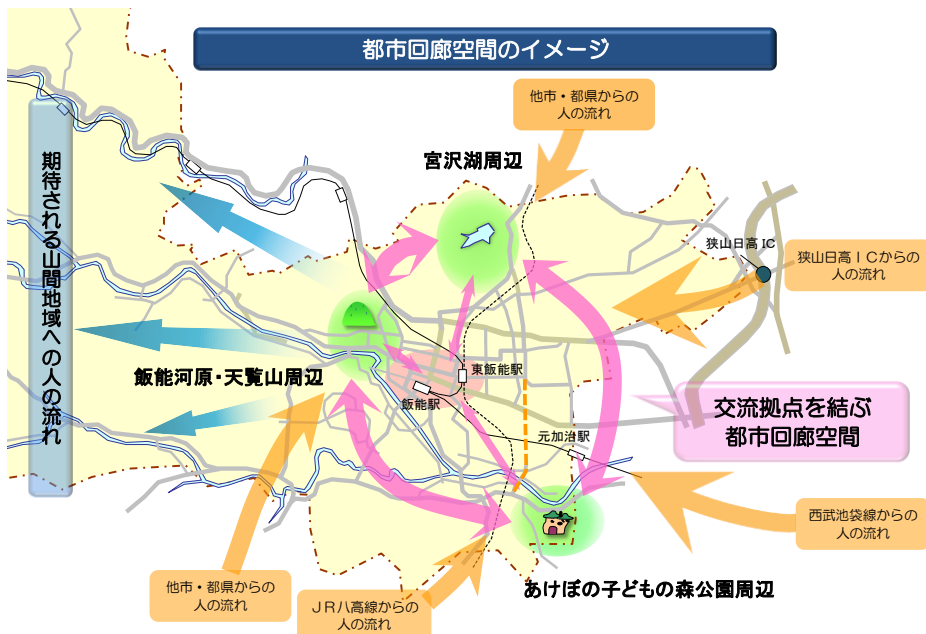 都市回廊空間のイメージ
他市・都県からの
人の流れ
宮沢湖周辺
期待される山間地域への人の流れ
狭山日高IC
狭山日高ICからの
人の流れ
飯能河原・天覧山周辺
東飯能駅
飯能駅
元加治駅
交流拠点を結ぶ
都市回廊空間
西武池袋線からの
人の流れ
他市・都県からの
人の流れ
JR八高線からの
人の流れ
あけぼの子どもの森公園周辺